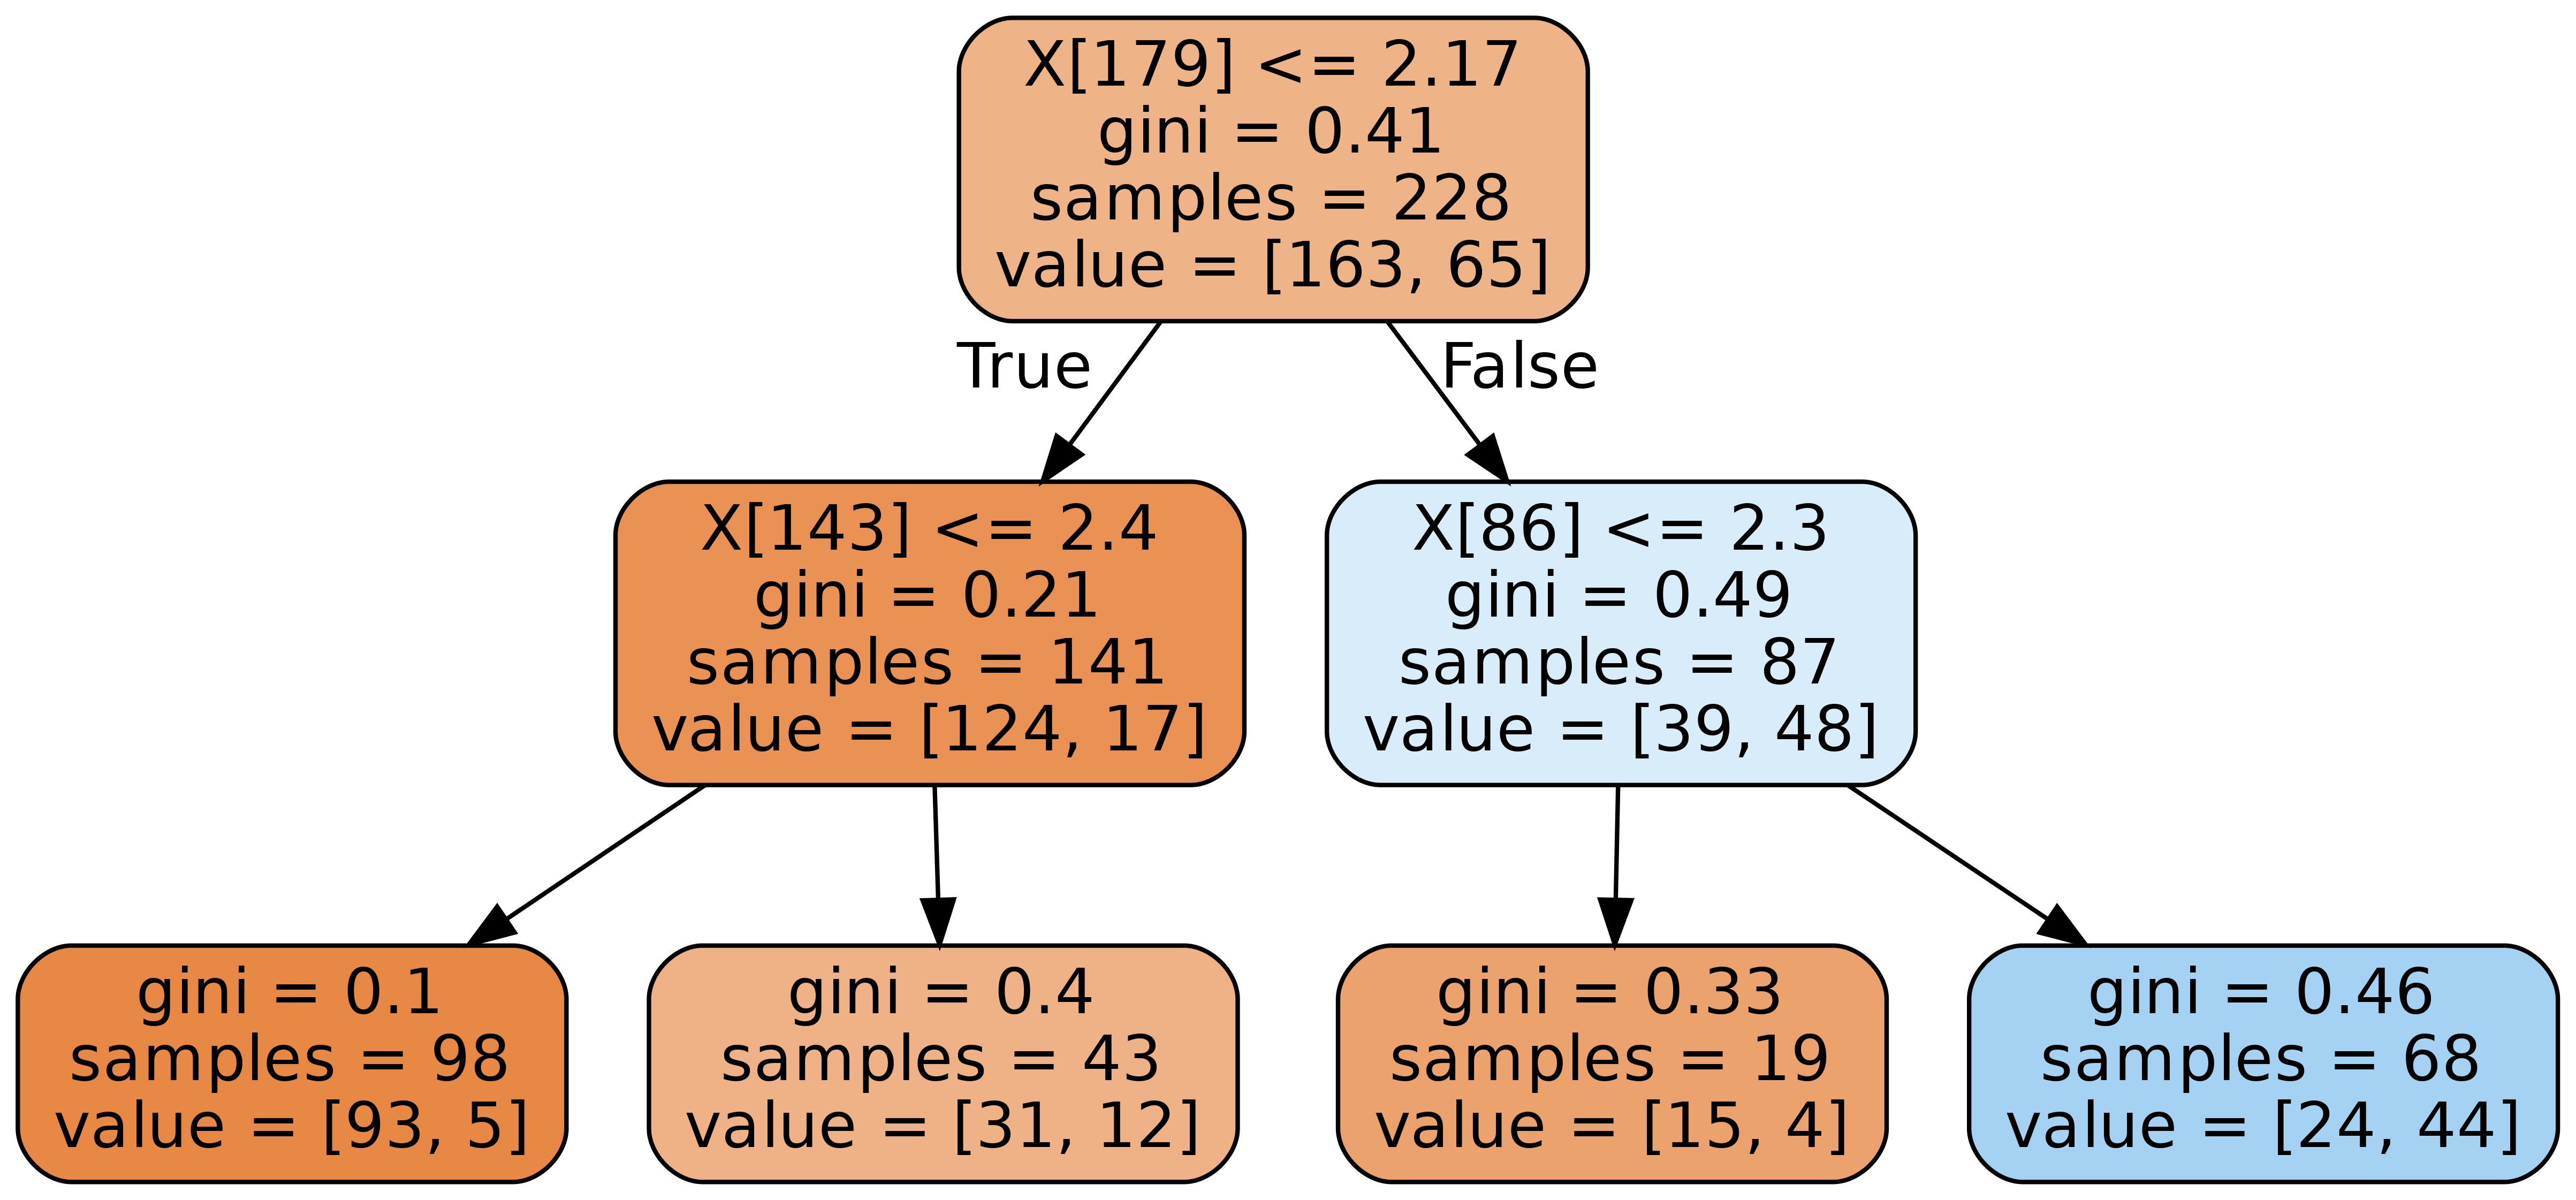 X[179] <= 2.17
gini = 0.41
samples = 228
value = [163, 65]
True
False
X[143] <= 2.4
gini = 0.21
samples = 141
value = [124, 17]
X[86] <= 2.3
gini = 0.49
samples = 87
value = [39, 48]
gini = 0.1
samples = 98
value = [93, 5]
gini = 0.4
samples = 43
value = [31, 12]
gini = 0.33
samples = 19
value = [15, 4]
gini = 0.46
samples = 68
value = [24, 44]